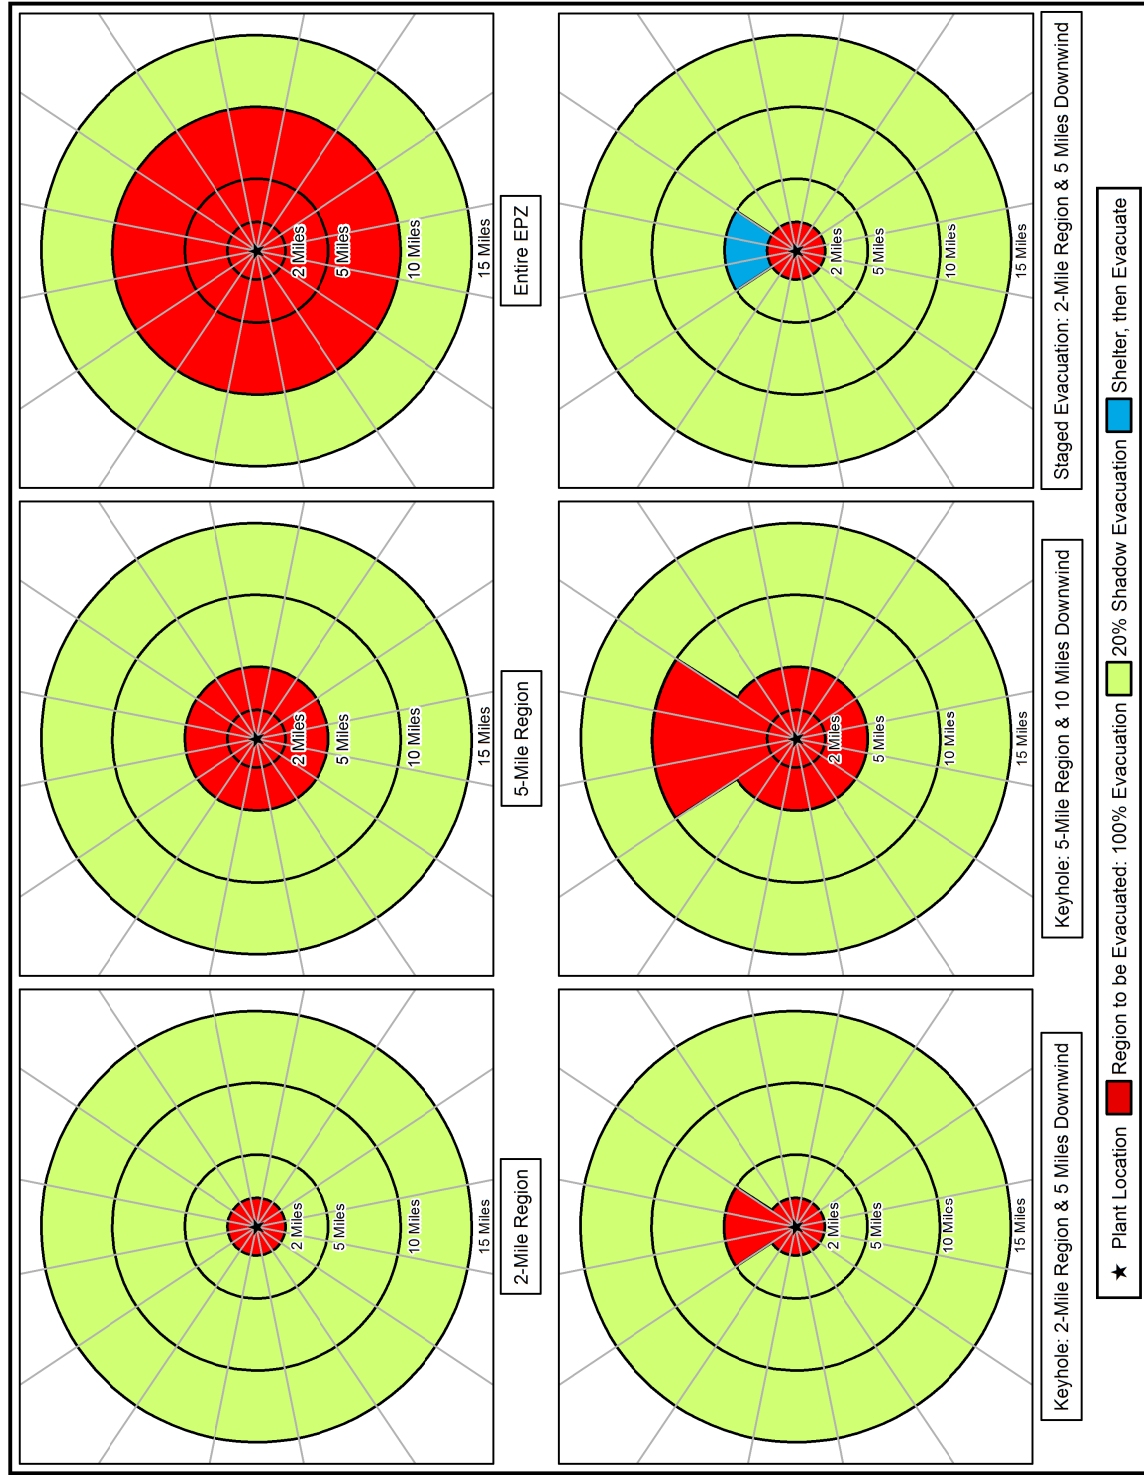 2 Miles
5 Miles
10 Miles
15 Miles
2-Mile Region
2 Miles
5 Miles
10 Miles
15 Miles
5-Mile Region
2 Miles
5 Miles
10 Miles
15 Miles
Entire EPZ
2 Miles
5 Miles
10 Miles
15 Miles
Keyhole: 2-Mile Region & 5 Miles Downwind
2 Miles
5 Miles
10 Miles
15 Miles
Keyhole: 5-Mile Region & 10 Miles Downwind
2 Miles
5 Miles
10 Miles
15 Miles
Staged Evacuation: 2-Mile Region & 5 Miles Downwind
Plant Location Region to be Evacuated: 100% Evacuation 20% Shadow Evacuation Shelter, then Evacuate